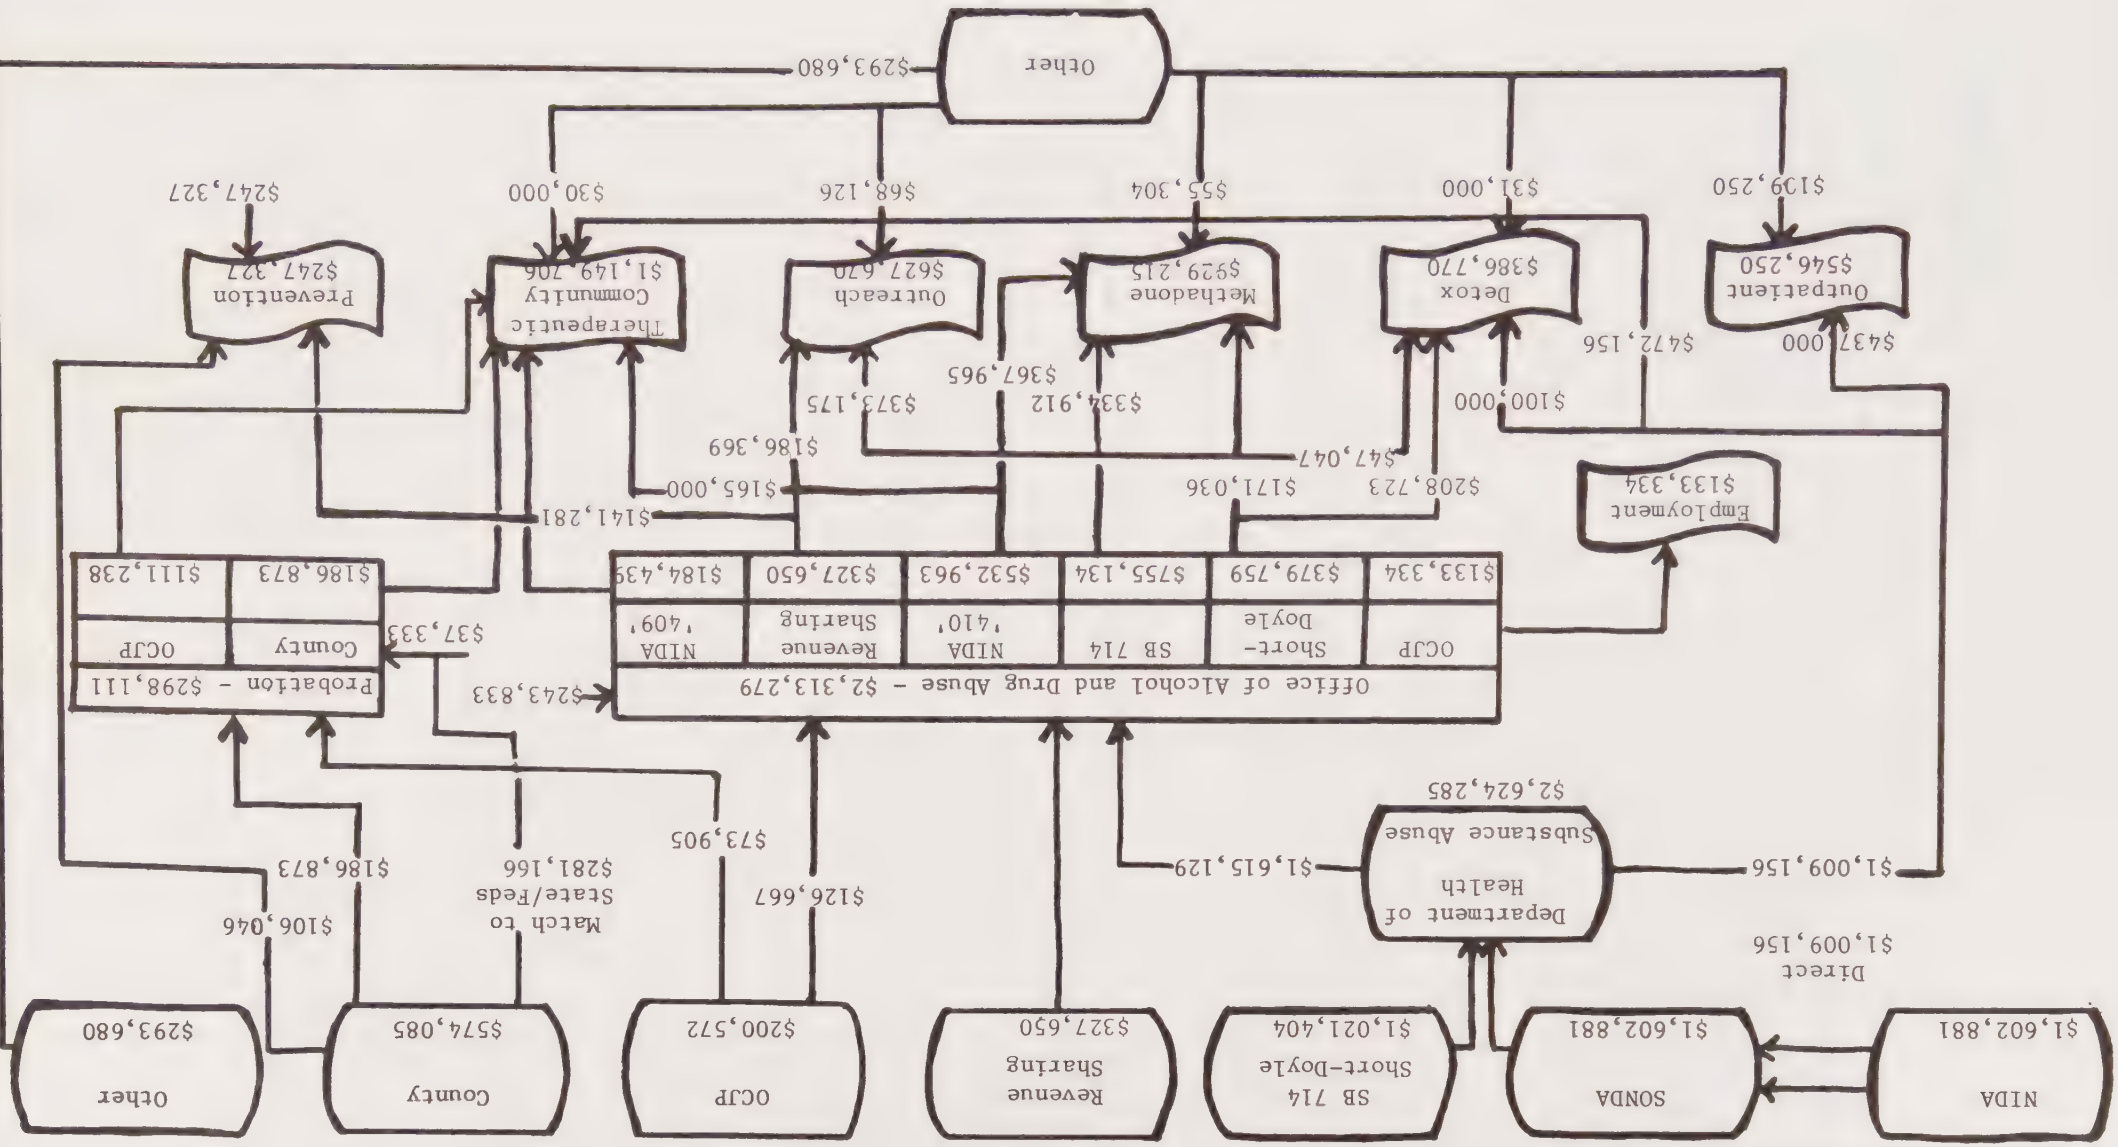 NIDA
$1,602,881
SONDA
$1,602,881
SB 714
Short-Doyle
$1,021,404
Revenue
Sharing
$327,650
OCJP
$200,572
County
$574,085
Other
$293,680
Direct
$1,009,156
$1,009,156
Department of
Health
Substance Abuse
$2,624,285
$1,615,129
$126,667
$73,905
Match to
State/Feds
$281,166
$186,873
$106,046
Office of Alcohol and Drug Abuse - $2,313,279
OCJP
$133,334
Short-
Doyle
$379,759
SB 714
$755,134
NIDA
'410'
$532,963
Revenue
Sharing
$327,650
NIDA
'409'
$184,439
$243,833
$37,333
Probation - $298,111
County
$186,873
OCJP
$111,238
Employment
$133,334
$208,723
$171,036
$165,000
$141,281
$47,047
$186,369
$100,000
$334,912
$373,175
$367,965
$437,000
$472,156
Outpatient
$546,250
Detox
$386,770
Methadone
$929,215
Outreach
$627,670
Therapeutic
Community
$1,149,706
Prevention
$247,327
$109,250
$31,000
$55,304
$68,126
$30,000
$247,327
Other
$293,680